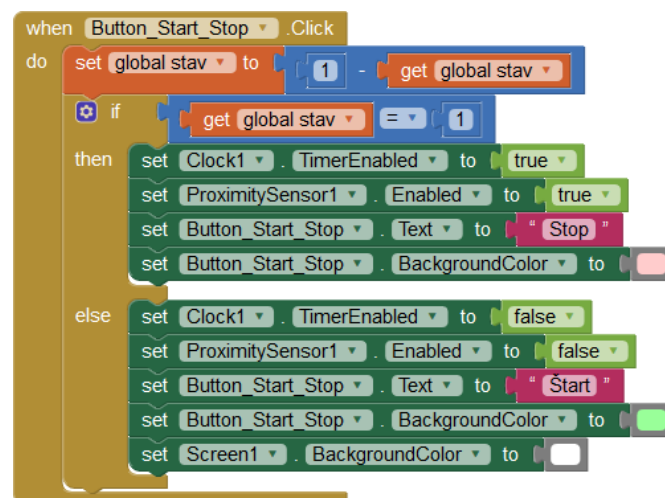 when Button_Start_Stop .Click
do set global stav to 1 - get global stav
if get global stav = 1
then set Clock1 . TimerEnabled to true
set ProximitySensor1 . Enabled to true
set Button_Start_Stop . Text to " Stop "
set Button_Start_Stop . BackgroundColor to
else set Clock1 . TimerEnabled to false
set ProximitySensor1 . Enabled to false
set Button_Start_Stop . Text to " Štart "
set Button_Start_Stop . BackgroundColor to
set Screen1 . BackgroundColor to